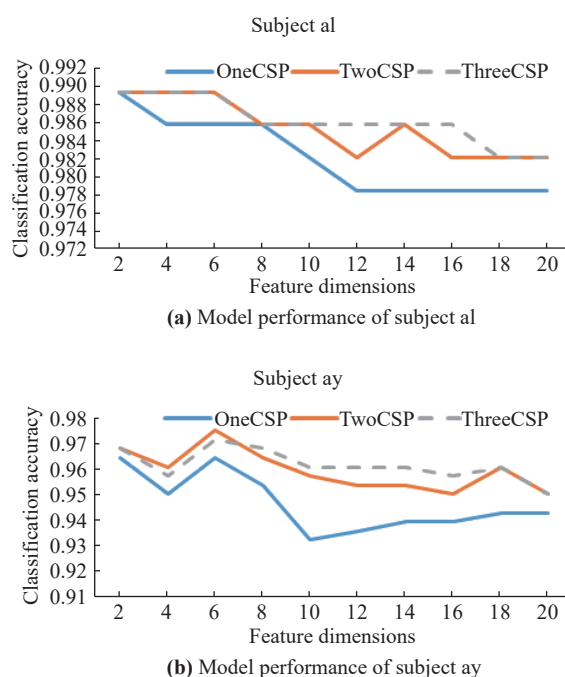 Subject al
OneCSP TwoCSP ThreeCSP
Classification accuracy
0.992
0.990
0.988
0.986
0.984
0.982
0.980
0.978
0.976
0.974
0.972
2 4 6 8 10 12 14 16 18 20
Feature dimensions
(a) Model performance of subject al
Subject ay
OneCSP TwoCSP ThreeCSP
Classification accuracy
0.98
0.97
0.96
0.95
0.94
0.93
0.91
2 4 6 8 10 12 14 16 18 20
Feature dimensions
(b) Model performance of subject ay